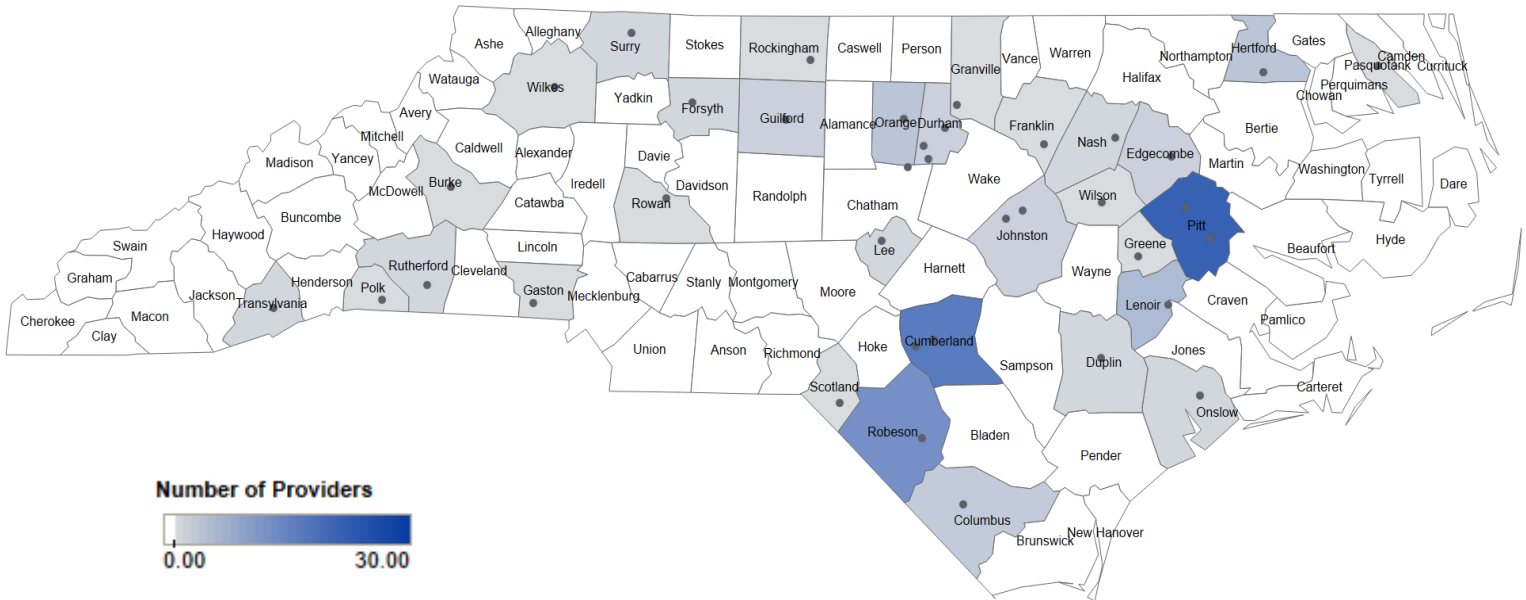 Ashe
Alleghany
Surry
Stokes
Rockingham
Caswell
Person
Granville
Vance
Warren
Northampton
Hertford
Gates
Camden
Pasquotank
Currituck
Watauga
Wilkes
Yadkin
Forsyth
Guilford
Alamance
Orange
Durham
Franklin
Halifax
Perquimans
Chowan
Bertie
Avery
Mitchell
Caldwell
Alexander
Davie
Nash
Edgecombe
Martin
Washington
Tyrrell
Dare
Madison
Yancey
McDowell
Burke
Iredell
Davidson
Randolph
Wake
Wilson
Buncombe
Catawba
Rowan
Chatham
Johnston
Greene
Pitt
Beaufort
Hyde
Swain
Haywood
Rutherford
Lincoln
Cleveland
Lee
Harnett
Wayne
Graham
Jackson
Henderson
Polk
Gaston
Mecklenburg
Cabarrus
Stanly
Montgomery
Moore
Lenoir
Craven
Cherokee
Macon
Transylvania
Clay
Pamlico
Union
Anson
Richmond
Hoke
Cumberland
Sampson
Duplin
Jones
Scotland
Carteret
Onslow
Robeson
Bladen
Pender
Columbus
Brunswick
New Hanover
Number of Providers
0.00 30.00